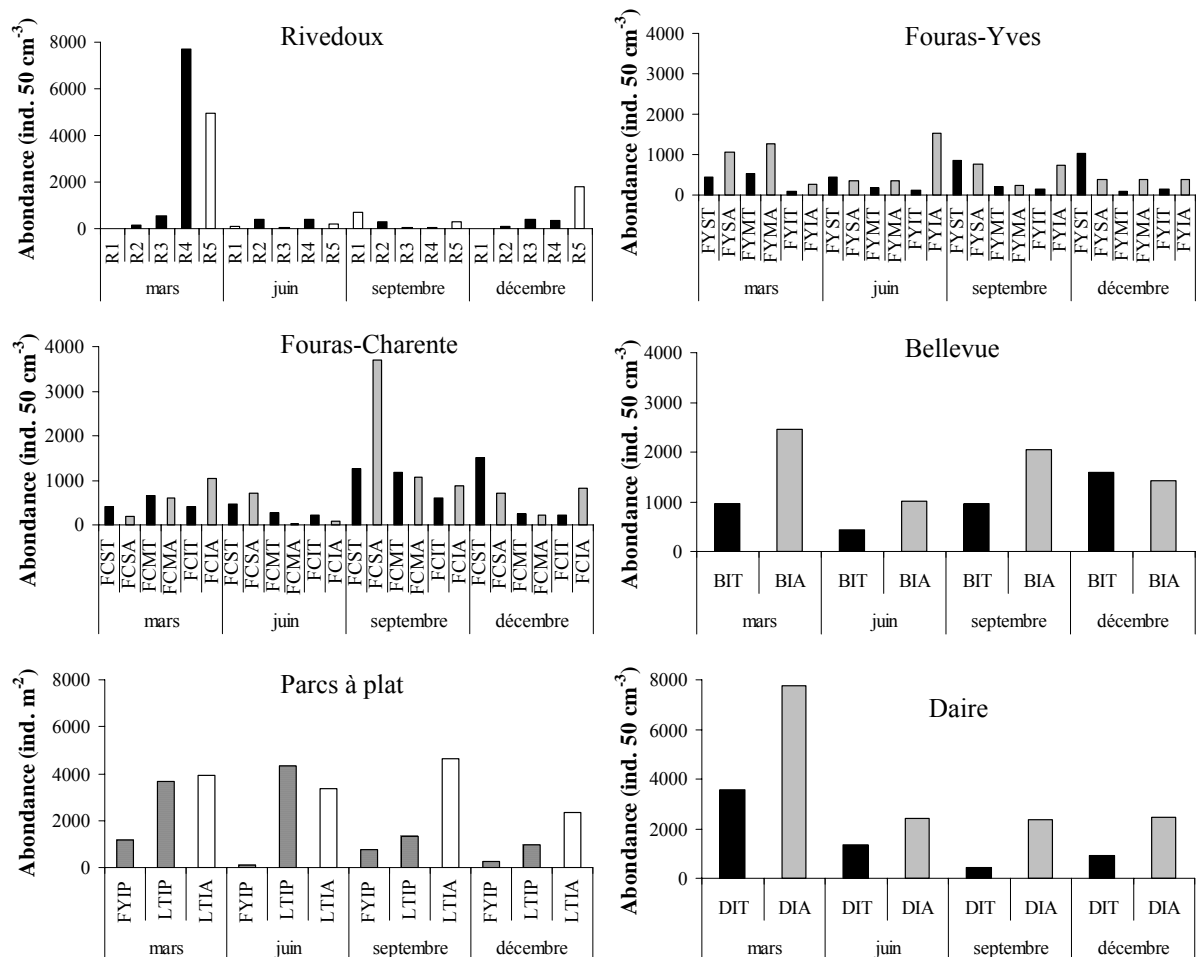 Rivedoux
Abondance (ind. 50 cm-3)
8000
6000
4000
2000
0
R1 R2 R3 R4 R5 R1 R2 R3 R4 R5 R1 R2 R3 R4 R5 R1 R2 R3 R4 R5
mars juin septembre décembre
Fouras-Yves
Abondance (ind. 50 cm-3)
4000
3000
2000
1000
0
FYST FYSA FYMT FYMA FYIT FYIA FYST FYSA FYMT FYMA FYIT FYIA FYST FYSA FYMT FYMA FYIT FYIA FYST FYSA FYMT FYMA FYIT FYIA
mars juin septembre décembre
Fouras-Charente
Abondance (ind. 50 cm-3)
4000
3000
2000
1000
0
FCST FCSA FCMT FCMA FCIT FCIA FCST FCSA FCMT FCMA FCIT FCIA FCST FCSA FCMT FCMA FCIT FCIA FCST FCSA FCMT FCMA FCIT FCIA
mars juin septembre décembre
Bellevue
Abondance (ind. 50 cm-3)
4000
3000
2000
1000
0
BIT BIA BIT BIA BIT BIA BIT BIA
mars juin septembre décembre
Parcs à plat
Abondance (ind. m-2)
8000
6000
4000
2000
0
FYIP LTIP LTIA FYIP LTIP LTIA FYIP LTIP LTIA FYIP LTIP LTIA
mars juin septembre décembre
Daire
Abondance (ind. 50 cm-3)
8000
6000
4000
2000
0
DIT DIA DIT DIA DIT DIA DIT DIA
mars juin septembre décembre